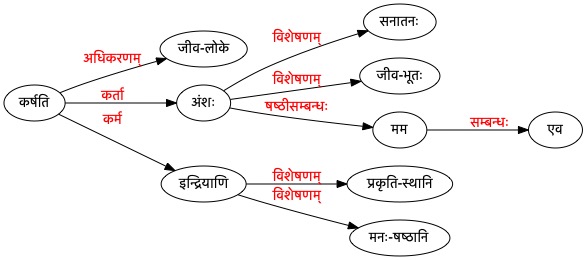 सनातनः
विशेषणम्
जीव-लोके
अधिकरणम्
विशेषणम्
जीव-भूतः
कर्षति
कर्ता
अंशः
षष्ठीसम्बन्धः
कर्म
मम
सम्बन्धः
एव
इन्द्रियाणि
विशेषणम्
प्रकृति-स्थानि
विशेषणम्
मनः-षष्ठानि